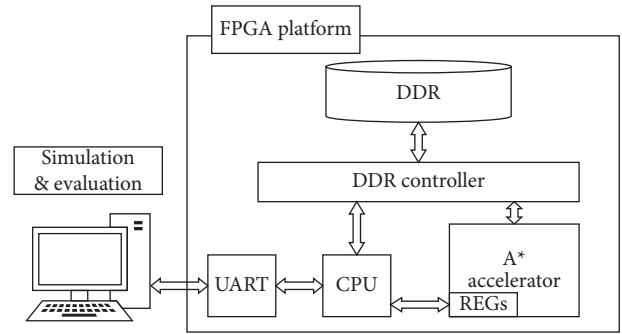 FPGA platform
DDR
Simulation
& evaluation
DDR controller
A*
accelerator
UART
CPU
REGs